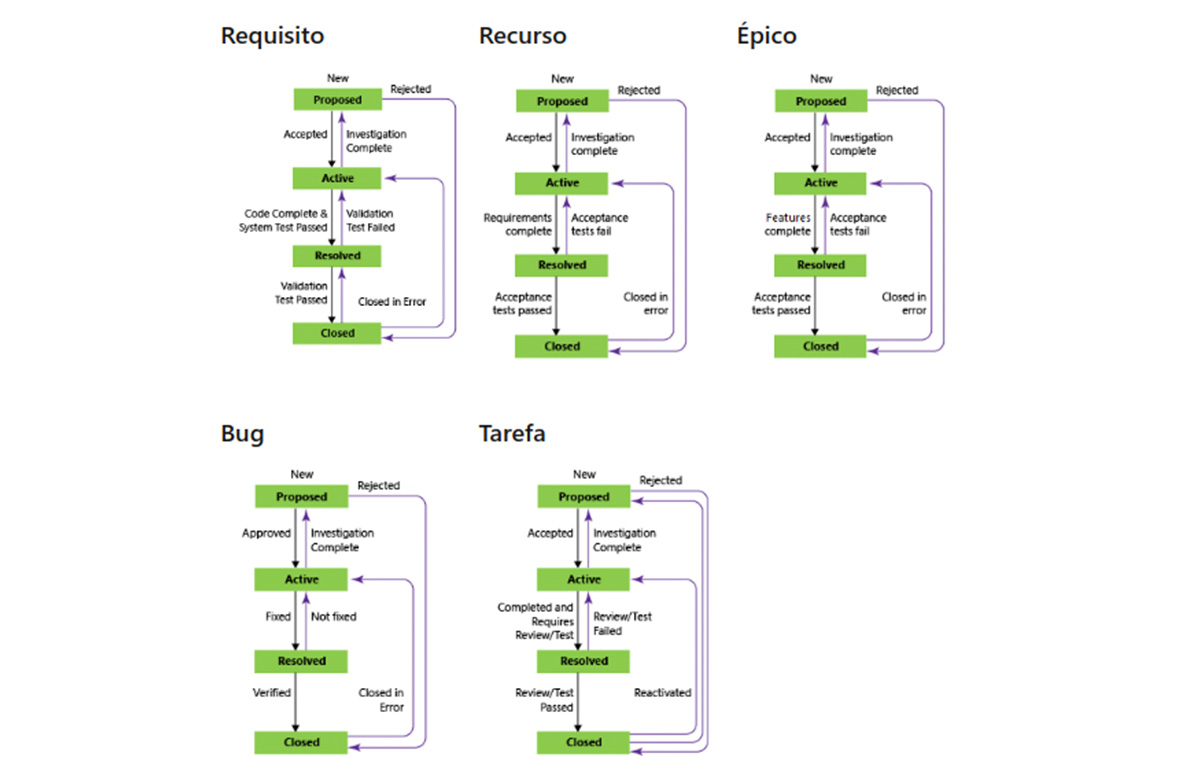 Requisito
New
Proposed
Rejected
Accepted
Investigation
Complete
Active
Code Complete &
System Test Passed
Validation
Test Failed
Resolved
Validation
Test Passed
Closed in Error
Closed
Recurso
New
Proposed
Rejected
Accepted
Investigation
complete
Active
Requirements
complete
Acceptance
tests fail
Resolved
Acceptance
tests passed
Closed in
error
Closed
Épico
New
Proposed
Rejected
Accepted
Investigation
complete
Active
Features
complete
Acceptance
tests fail
Resolved
Acceptance
tests passed
Closed in
error
Closed
Bug
New
Proposed
Rejected
Approved
Investigation
Complete
Active
Fixed
Not fixed
Resolved
Verified
Closed in
Error
Closed
Tarefa
New
Proposed
Rejected
Accepted
Investigation
Complete
Active
Completed and
Requires
Review/Test
Review/Test
Failed
Resolved
Review/Test
Passed
Reactivated
Closed